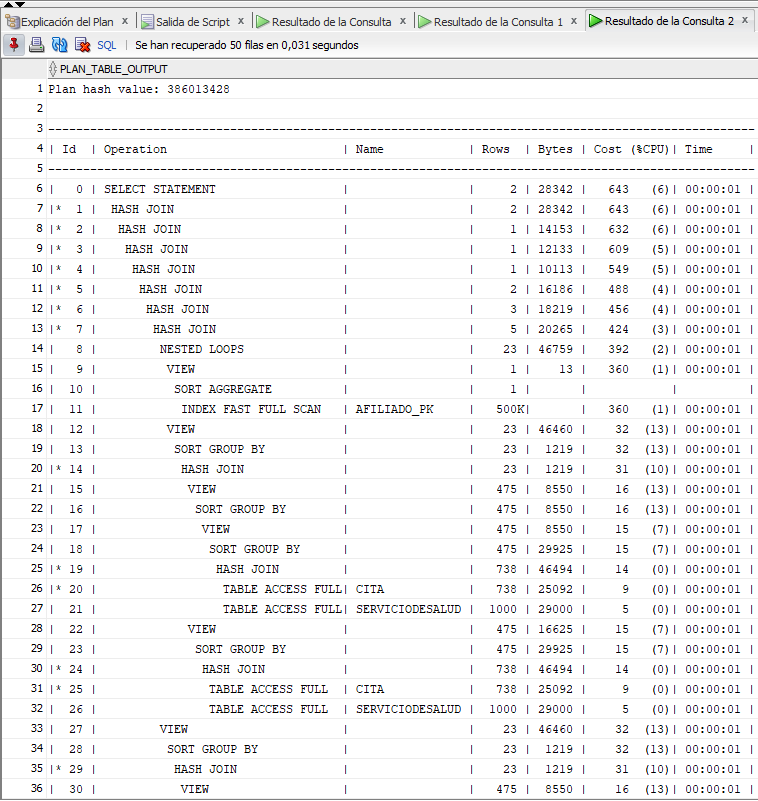 Explicación del Plan x Salida de Script x Resultado de la Consulta x Resultado de la Consulta 1 x Resultado de la Consulta 2 x
SQL | Se han recuperado 50 filas en 0,031 segundos
PLAN_TABLE_OUTPUT
1 Plan hash value: 386013428
2
3 ----------------------------------------------------------------------------------------------------
4 | Id | Operation | Name | Rows | Bytes | Cost (%CPU)| Time |
5 ----------------------------------------------------------------------------------------------------
6 | 0 | SELECT STATEMENT | | 2 | 28342 | 643 (6)| 00:00:01 |
7 |* 1 | HASH JOIN | | 2 | 28342 | 643 (6)| 00:00:01 |
8 |* 2 | HASH JOIN | | 1 | 14153 | 632 (6)| 00:00:01 |
9 |* 3 | HASH JOIN | | 1 | 12133 | 609 (5)| 00:00:01 |
10 |* 4 | HASH JOIN | | 1 | 10113 | 549 (5)| 00:00:01 |
11 |* 5 | HASH JOIN | | 2 | 16186 | 488 (4)| 00:00:01 |
12 |* 6 | HASH JOIN | | 3 | 18219 | 456 (4)| 00:00:01 |
13 |* 7 | HASH JOIN | | 5 | 20265 | 424 (3)| 00:00:01 |
14 | 8 | NESTED LOOPS | | 23 | 46759 | 392 (2)| 00:00:01 |
15 | 9 | VIEW | | 1 | 13 | 360 (1)| 00:00:01 |
16 | 10 | SORT AGGREGATE | | 1 | | | |
17 | 11 | INDEX FAST FULL SCAN | AFILIADO_PK | 500K| | 360 (1)| 00:00:01 |
18 | 12 | VIEW | | 23 | 46460 | 32 (13)| 00:00:01 |
19 | 13 | SORT GROUP BY | | 23 | 1219 | 32 (13)| 00:00:01 |
20 |* 14 | HASH JOIN | | 23 | 1219 | 31 (10)| 00:00:01 |
21 | 15 | VIEW | | 475 | 8550 | 16 (13)| 00:00:01 |
22 | 16 | SORT GROUP BY | | 475 | 8550 | 16 (13)| 00:00:01 |
23 | 17 | VIEW | | 475 | 8550 | 15 (7)| 00:00:01 |
24 | 18 | SORT GROUP BY | | 475 | 29925 | 15 (7)| 00:00:01 |
25 |* 19 | HASH JOIN | | 738 | 46494 | 14 (0)| 00:00:01 |
26 |* 20 | TABLE ACCESS FULL| CITA | 738 | 25092 | 9 (0)| 00:00:01 |
27 | 21 | TABLE ACCESS FULL| SERVICIODESALUD | 1000 | 29000 | 5 (0)| 00:00:01 |
28 | 22 | VIEW | | 475 | 16625 | 15 (7)| 00:00:01 |
29 | 23 | SORT GROUP BY | | 475 | 29925 | 15 (7)| 00:00:01 |
30 |* 24 | HASH JOIN | | 738 | 46494 | 14 (0)| 00:00:01 |
31 |* 25 | TABLE ACCESS FULL | CITA | 738 | 25092 | 9 (0)| 00:00:01 |
32 | 26 | TABLE ACCESS FULL | SERVICIODESALUD | 1000 | 29000 | 5 (0)| 00:00:01 |
33 | 27 | VIEW | | 23 | 46460 | 32 (13)| 00:00:01 |
34 | 28 | SORT GROUP BY | | 23 | 1219 | 32 (13)| 00:00:01 |
35 |* 29 | HASH JOIN | | 23 | 1219 | 31 (10)| 00:00:01 |
36 | 30 | VIEW | | 475 | 8550 | 16 (13)| 00:00:01 |